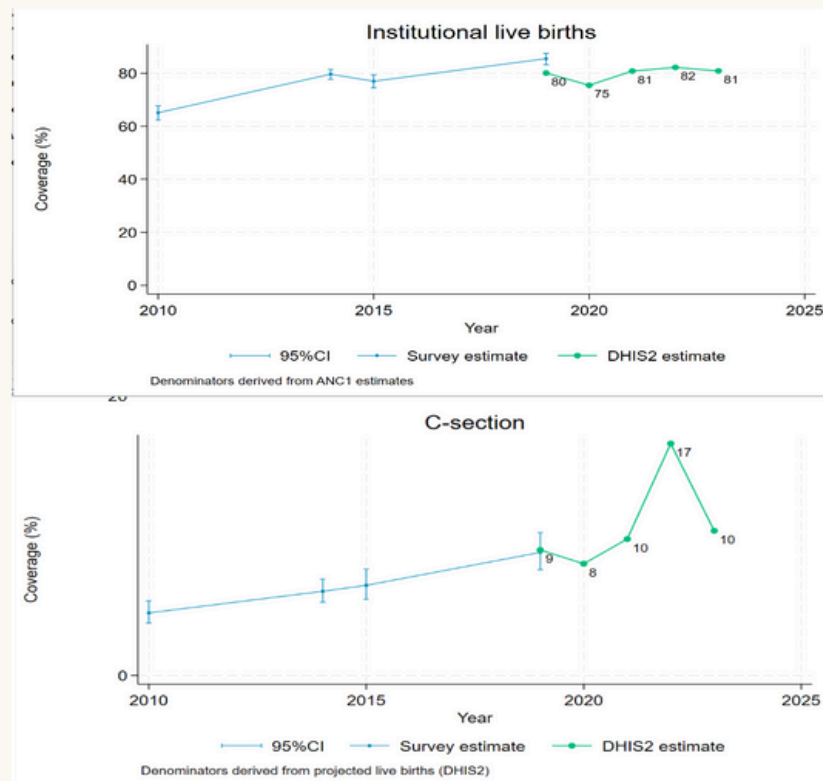 Institutional live births
Coverage (%)
80
60
40
20
0
80
75
81
82
81
2010
2015
2020
2025
Year
95%CI
Survey estimate
DHIS2 estimate
Denominators derived from ANC1 estimates
20
C-section
Coverage (%)
0
9
8
10
17
10
2010
2015
2020
2025
Year
95%CI
Survey estimate
DHIS2 estimate
Denominators derived from projected live births (DHIS2)